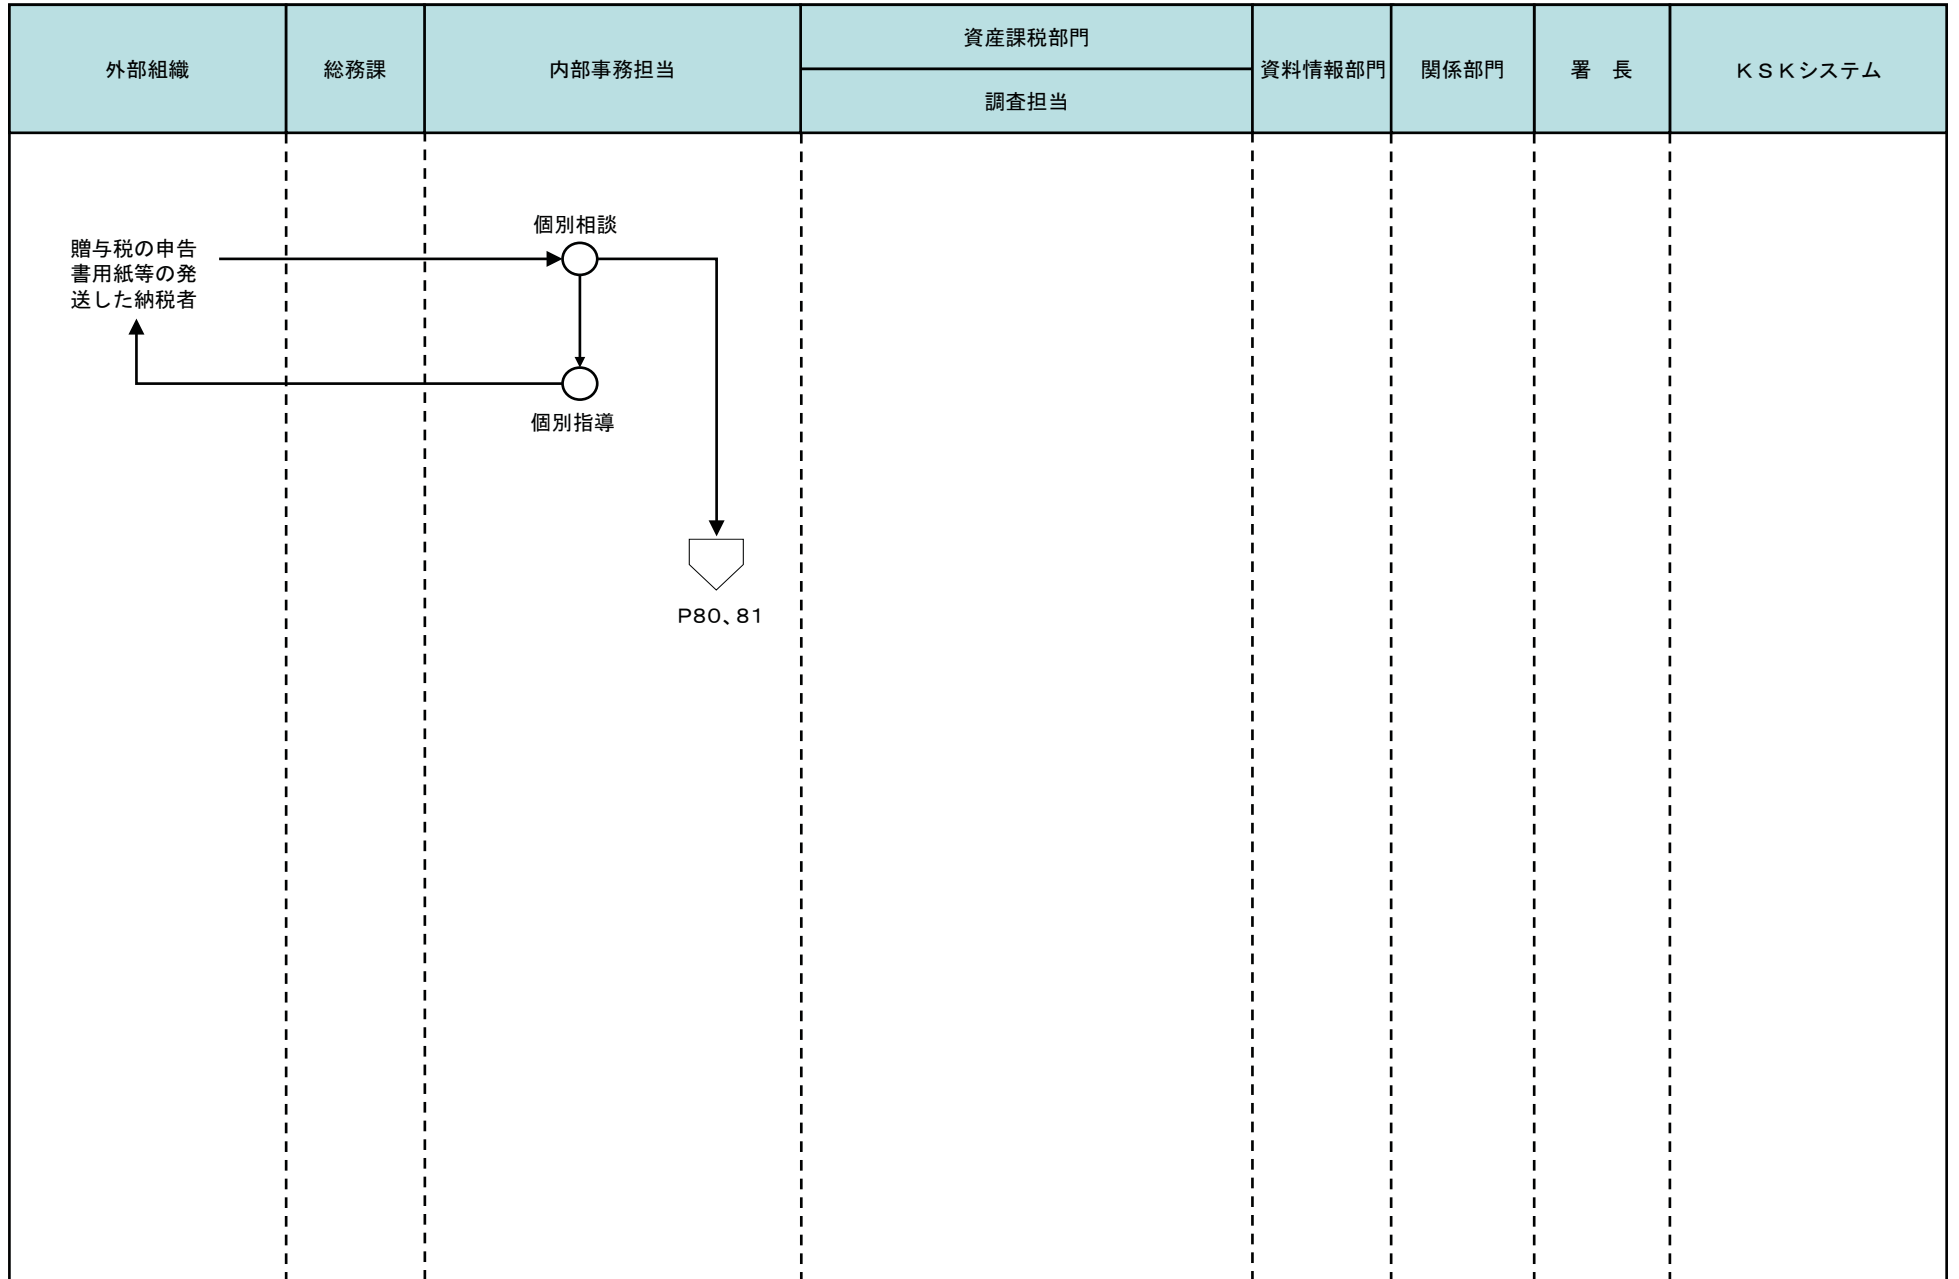 外部組織
総務課
内部事務担当
資産課税部門
調査担当
資料情報部門
関係部門
署　長
ＫＳＫシステム
個別相談
贈与税の申告
書用紙等の発
送した納税者
個別指導
P80、81